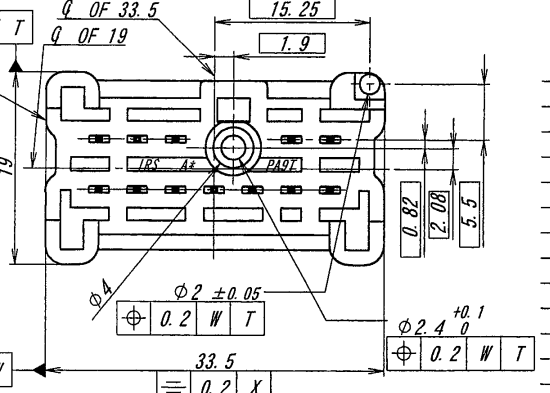 ℄ OF 33.5
15.25
T
℄ OF 19
1.9
19
IRS A* PA9T
0.82
2.08
5.5
φ4
φ2 ±0.05
⌖ 0.2 W T
φ2.4 +0.1 0
⌖ 0.2 W T
33.5
⌯ 0.2 X